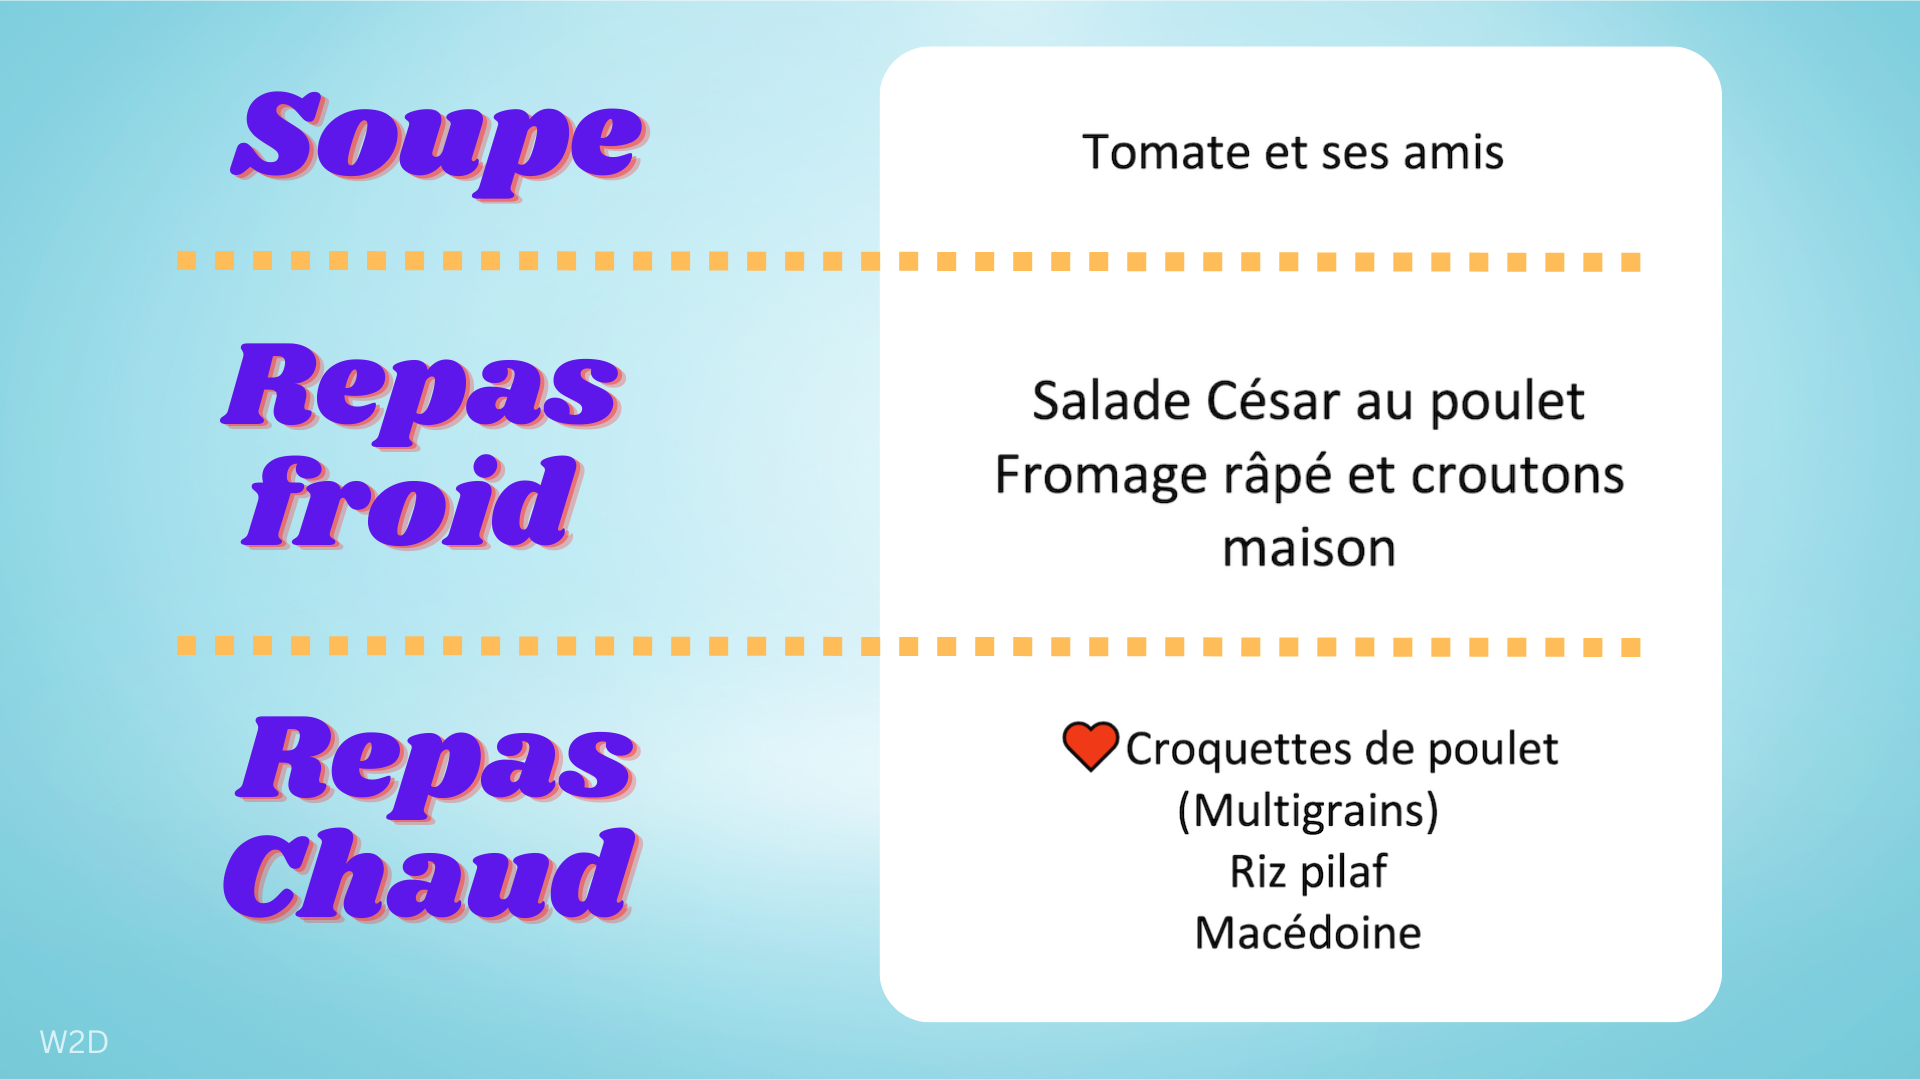 Soupe
Tomate et ses amis
Repas
froid
Salade César au poulet
Fromage râpé et croutons
maison
Repas
Chaud
Croquettes de poulet
(Multigrains)
Riz pilaf
Macédoine
W2D